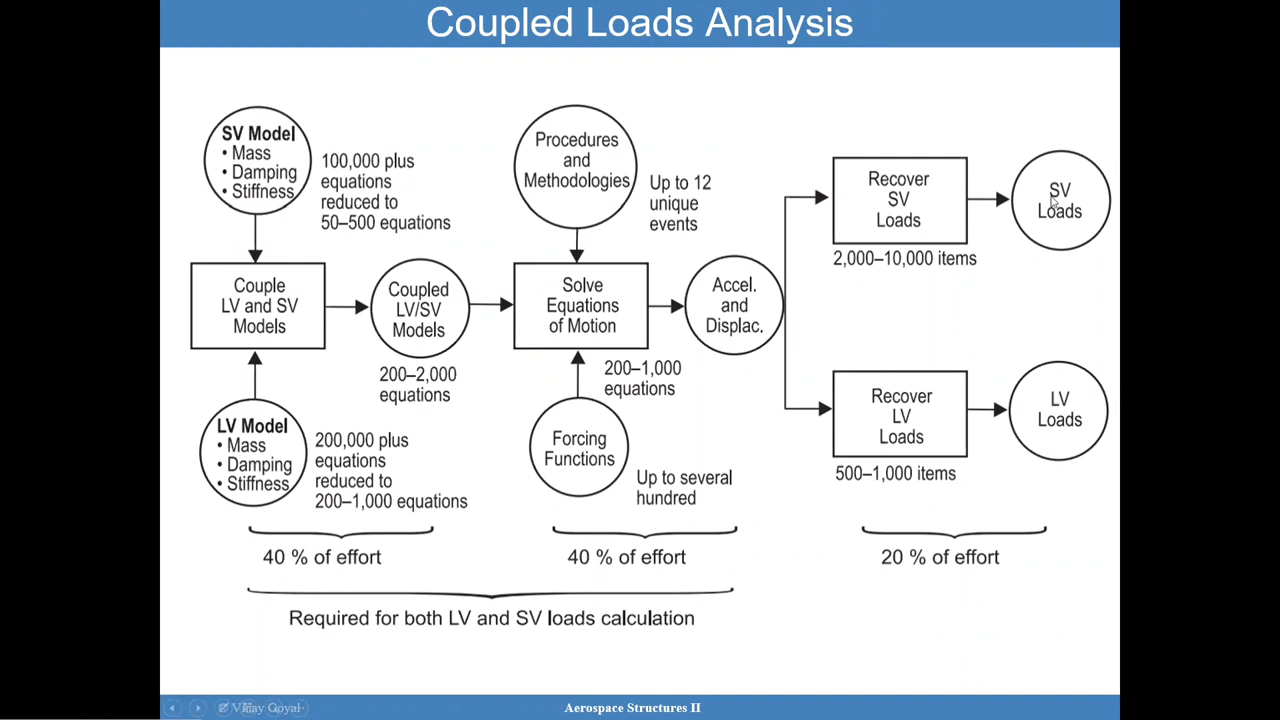 Coupled Loads Analysis
SV Model
• Mass
• Damping
• Stiffness
100,000 plus
equations
reduced to
50–500 equations
Procedures
and
Methodologies
Up to 12
unique
events
Recover
SV
Loads
2,000–10,000 items
SV
Loads
Couple
LV and SV
Models
Coupled
LV/SV
Models
200–2,000
equations
Solve
Equations
of Motion
200–1,000
equations
Accel.
and
Displac.
LV Model
• Mass
• Damping
• Stiffness
200,000 plus
equations
reduced to
200–1,000 equations
Forcing
Functions
Up to several
hundred
Recover
LV
Loads
500–1,000 items
LV
Loads
40 % of effort
40 % of effort
20 % of effort
Required for both LV and SV loads calculation
Vinay Goyal
Aerospace Structures II